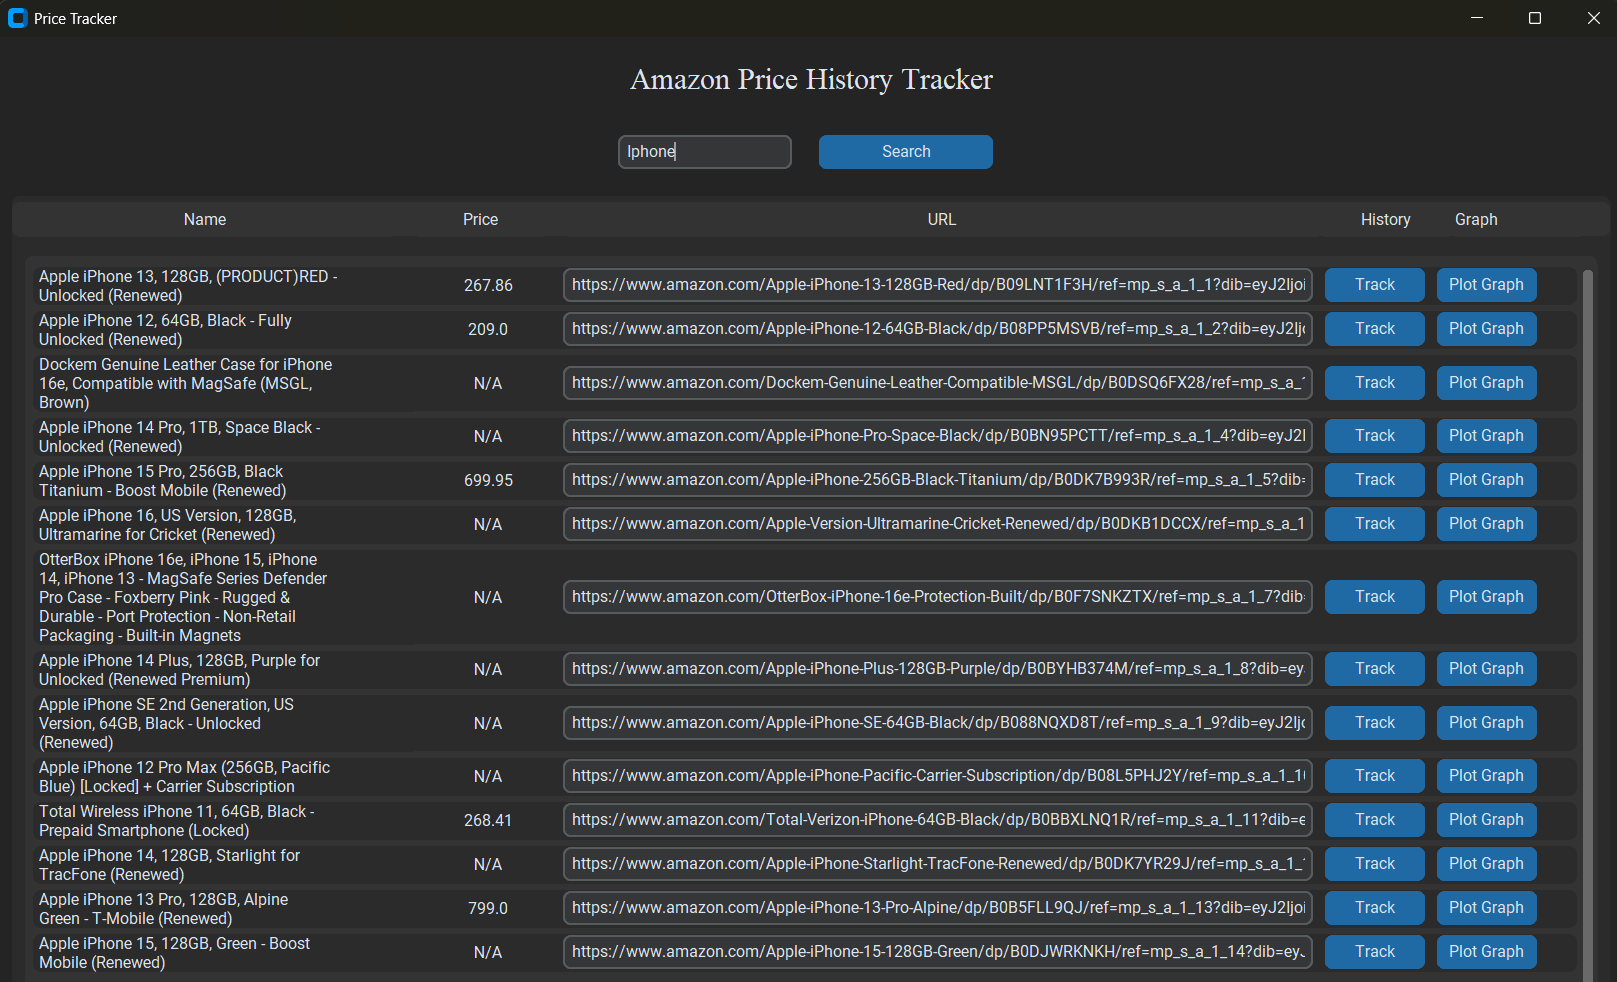 Price Tracker
Amazon Price History Tracker
Iphone
Search
Name Price URL History Graph
Apple iPhone 13, 128GB, (PRODUCT)RED -
Unlocked (Renewed)
267.86
https://www.amazon.com/Apple-iPhone-13-128GB-Red/dp/B09LNT1F3H/ref=mp_s_a_1_1?dib=eyJ2Ijoi
Track
Plot Graph
Apple iPhone 12, 64GB, Black - Fully
Unlocked (Renewed)
209.0
https://www.amazon.com/Apple-iPhone-12-64GB-Black/dp/B08PP5MSVB/ref=mp_s_a_1_2?dib=eyJ2Ijo
Track
Plot Graph
Dockem Genuine Leather Case for iPhone
16e, Compatible with MagSafe (MSGL,
Brown)
N/A
https://www.amazon.com/Dockem-Genuine-Leather-Compatible-MSGL/dp/B0DSQ6FX28/ref=mp_s_a_1
Track
Plot Graph
Apple iPhone 14 Pro, 1TB, Space Black -
Unlocked (Renewed)
N/A
https://www.amazon.com/Apple-iPhone-Pro-Space-Black/dp/B0BN95PCTT/ref=mp_s_a_1_4?dib=eyJ2I
Track
Plot Graph
Apple iPhone 15 Pro, 256GB, Black
Titanium - Boost Mobile (Renewed)
699.95
https://www.amazon.com/Apple-iPhone-256GB-Black-Titanium/dp/B0DK7B993R/ref=mp_s_a_1_5?dib=
Track
Plot Graph
Apple iPhone 16, US Version, 128GB,
Ultramarine for Cricket (Renewed)
N/A
https://www.amazon.com/Apple-Version-Ultramarine-Cricket-Renewed/dp/B0DKB1DCCX/ref=mp_s_a_1
Track
Plot Graph
OtterBox iPhone 16e, iPhone 15, iPhone
14, iPhone 13 - MagSafe Series Defender
Pro Case - Foxberry Pink - Rugged &
Durable - Port Protection - Non-Retail
Packaging - Built-in Magnets
N/A
https://www.amazon.com/OtterBox-iPhone-16e-Protection-Built/dp/B0F7SNKZTX/ref=mp_s_a_1_7?dib=
Track
Plot Graph
Apple iPhone 14 Plus, 128GB, Purple for
Unlocked (Renewed Premium)
N/A
https://www.amazon.com/Apple-iPhone-Plus-128GB-Purple/dp/B0BYHB374M/ref=mp_s_a_1_8?dib=ey
Track
Plot Graph
Apple iPhone SE 2nd Generation, US
Version, 64GB, Black - Unlocked
(Renewed)
N/A
https://www.amazon.com/Apple-iPhone-SE-64GB-Black/dp/B088NQXD8T/ref=mp_s_a_1_9?dib=eyJ2Ijo
Track
Plot Graph
Apple iPhone 12 Pro Max (256GB, Pacific
Blue) [Locked] + Carrier Subscription
N/A
https://www.amazon.com/Apple-iPhone-Pacific-Carrier-Subscription/dp/B08L5PHJ2Y/ref=mp_s_a_1_10
Track
Plot Graph
Total Wireless iPhone 11, 64GB, Black -
Prepaid Smartphone (Locked)
268.41
https://www.amazon.com/Total-Verizon-iPhone-64GB-Black/dp/B0BBXLNQ1R/ref=mp_s_a_1_11?dib=e
Track
Plot Graph
Apple iPhone 14, 128GB, Starlight for
TracFone (Renewed)
N/A
https://www.amazon.com/Apple-iPhone-Starlight-TracFone-Renewed/dp/B0DK7YR29J/ref=mp_s_a_1_1
Track
Plot Graph
Apple iPhone 13 Pro, 128GB, Alpine
Green - T-Mobile (Renewed)
799.0
https://www.amazon.com/Apple-iPhone-13-Pro-Alpine/dp/B0B5FLL9QJ/ref=mp_s_a_1_13?dib=eyJ2Ijoi
Track
Plot Graph
Apple iPhone 15, 128GB, Green - Boost
Mobile (Renewed)
N/A
https://www.amazon.com/Apple-iPhone-15-128GB-Green/dp/B0DJWRKNKH/ref=mp_s_a_1_14?dib=ey
Track
Plot Graph